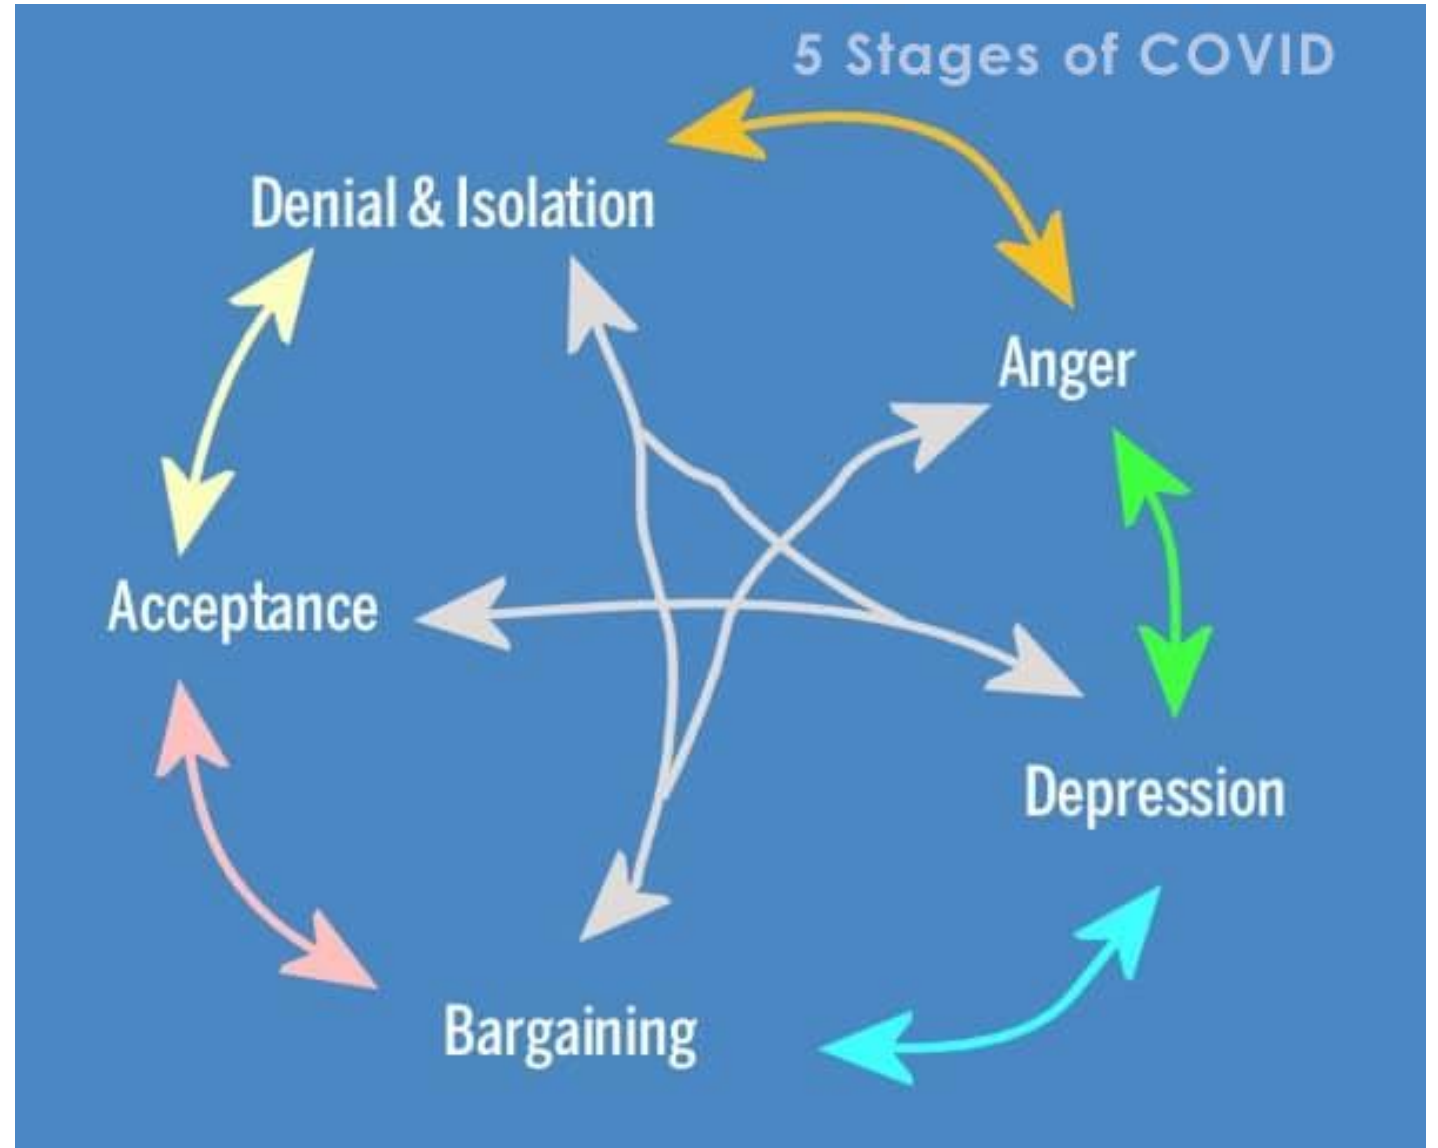 5 Stages of COVID
Denial & Isolation
Anger
Acceptance
Depression
Bargaining